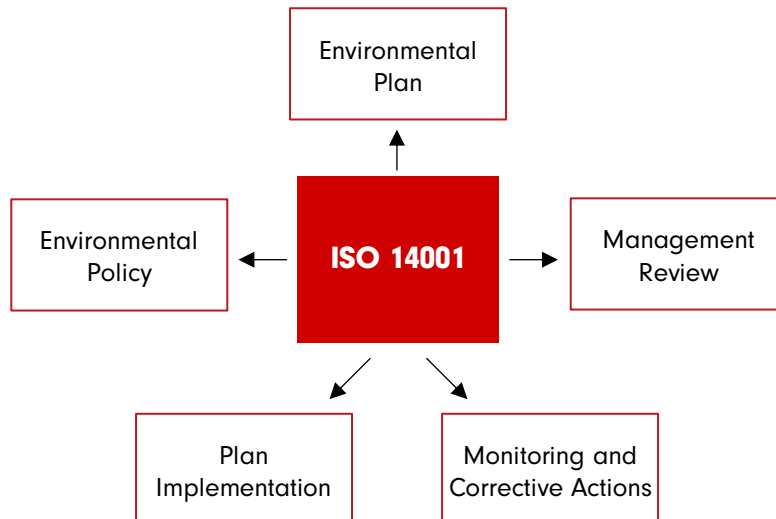 Environmental
Plan
Environmental
Policy
ISO 14001
Management
Review
Plan
Implementation
Monitoring and
Corrective Actions